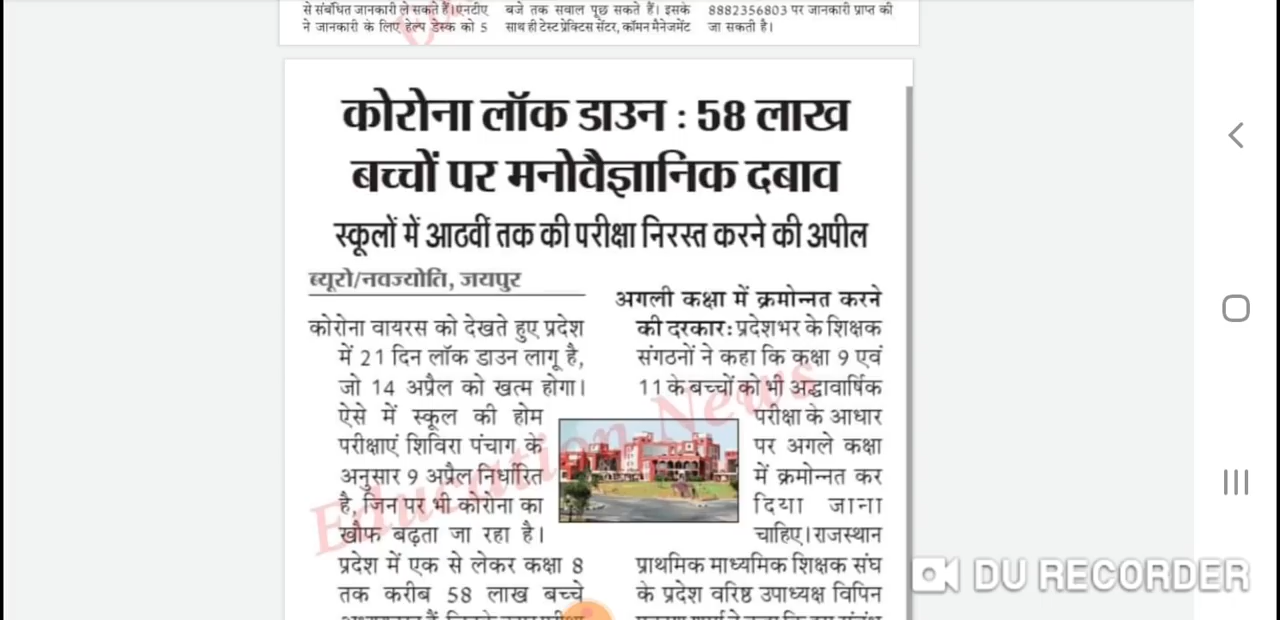 से संबंधित जानकारी ले सकते हैं। एनटीए
ने जानकारी के लिए हेल्प डेस्क को 5
बजे तक सवाल पूछ सकते हैं। इसके
साथ ही टेस्ट प्रेक्टिस सेंटर, कॉमन मैनेजमेंट
8882356803 पर जानकारी प्राप्त की
जा सकती है।
कोरोना लॉक डाउन : 58 लाख
बच्चों पर मनोवैज्ञानिक दबाव
स्कूलों में आठवीं तक की परीक्षा निरस्त करने की अपील
ब्यूरो/नवज्योति, जयपुर
कोरोना वायरस को देखते हुए प्रदेश
में 21 दिन लॉक डाउन लागू है,
जो 14 अप्रैल को खत्म होगा।
ऐसे में स्कूल की होम
परीक्षाएं शिविरा पंचाग के
अनुसार 9 अप्रैल निर्धारित
है, जिन पर भी कोरोना का
खौफ बढ़ता जा रहा है।
प्रदेश में एक से लेकर कक्षा 8
तक करीब 58 लाख बच्चे
अगली कक्षा में क्रमोन्नत करने
की दरकार: प्रदेशभर के शिक्षक
संगठनों ने कहा कि कक्षा 9 एवं
11 के बच्चों को भी अर्द्धवार्षिक
परीक्षा के आधार
पर अगले कक्षा
में क्रमोन्नत कर
दिया जाना
चाहिए। राजस्थान
प्राथमिक माध्यमिक शिक्षक संघ
के प्रदेश वरिष्ठ उपाध्यक्ष विपिन
Education News
DU RECORDER